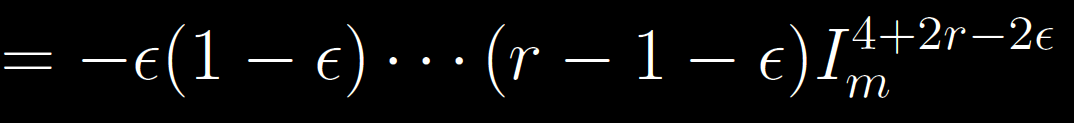 = −ϵ(1 − ϵ) · · · (r − 1 − ϵ)I_m^{4+2r−2ϵ}